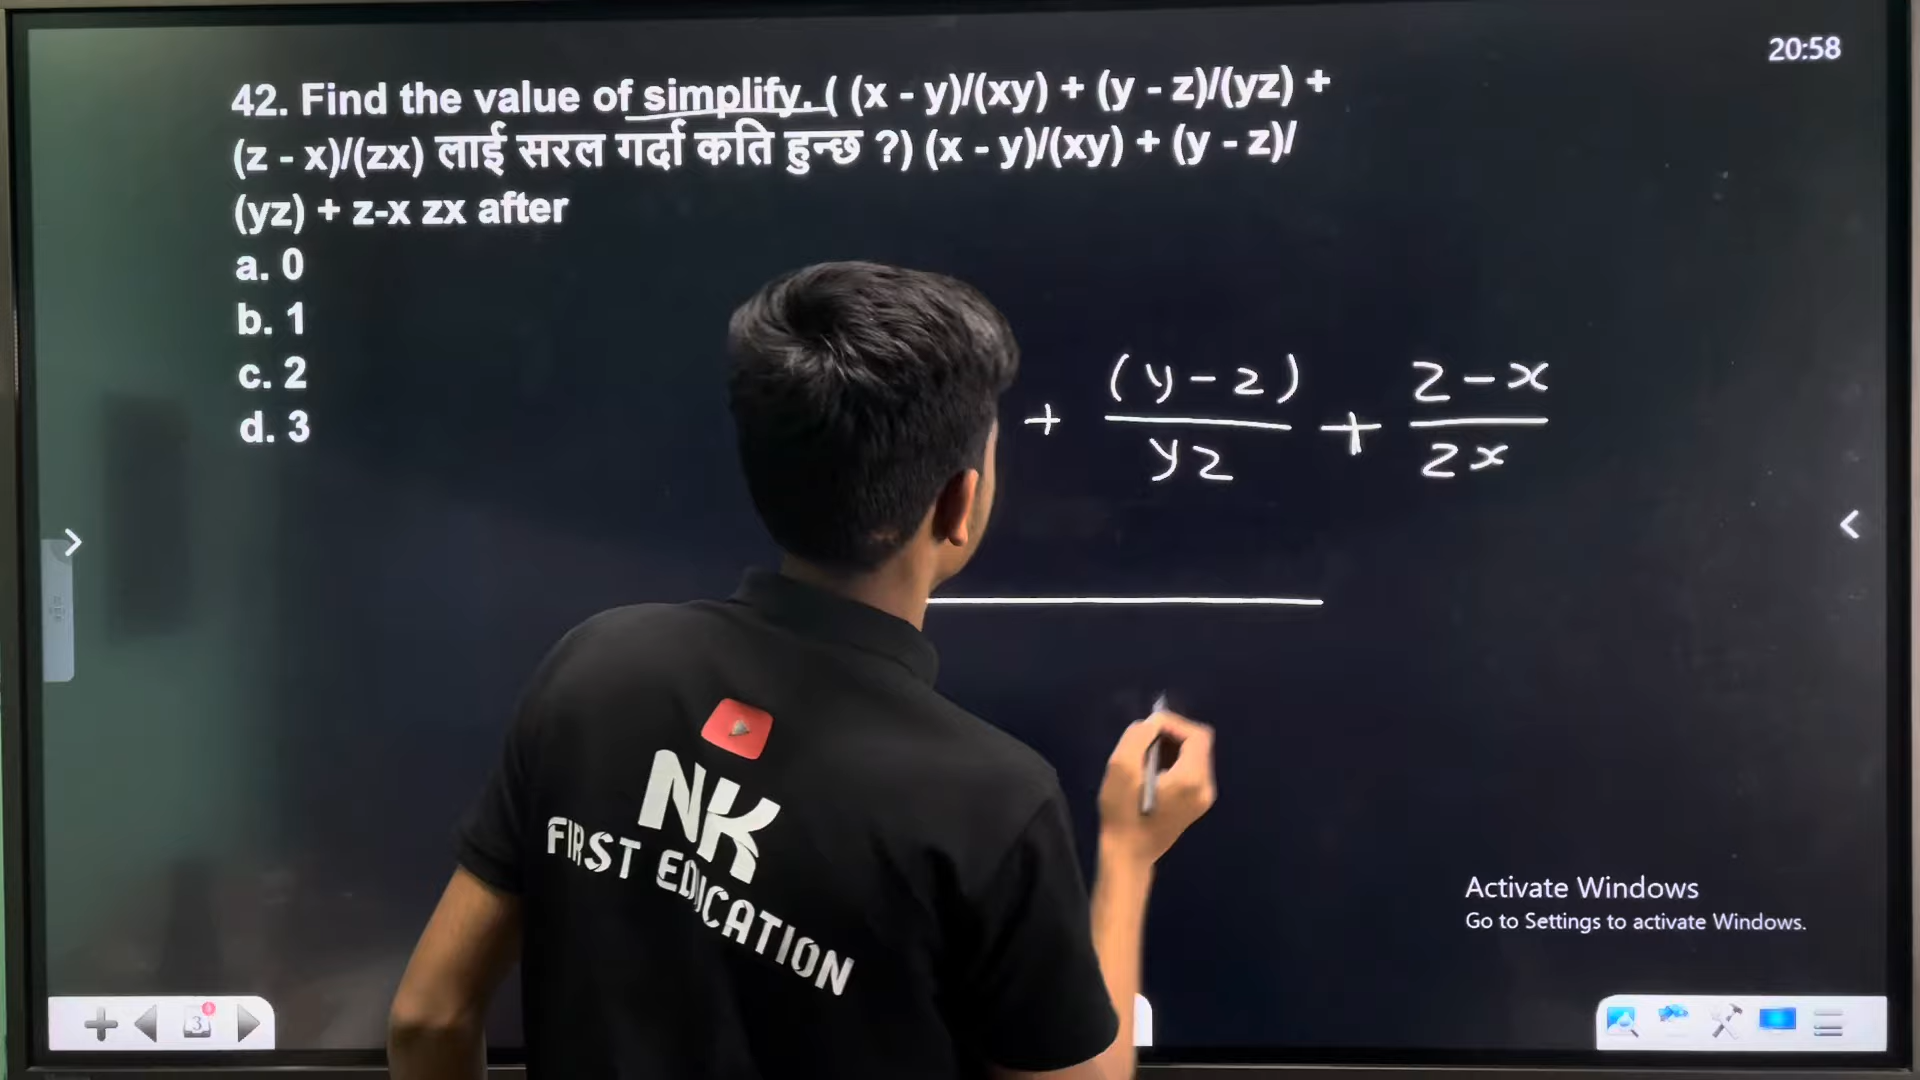 20:58
42. Find the value of simplify. ( (x - y)/(xy) + (y - z)/(yz) +
(z - x)/(zx) लाई सरल गर्दा कति हुन्छ ?) (x - y)/(xy) + (y - z)/
(yz) + z-x zx after
a. 0
b. 1
c. 2
d. 3
+ (y-z)/yz + z-x/zx
NK
FIRST EDUCATION
Activate Windows
Go to Settings to activate Windows.
3